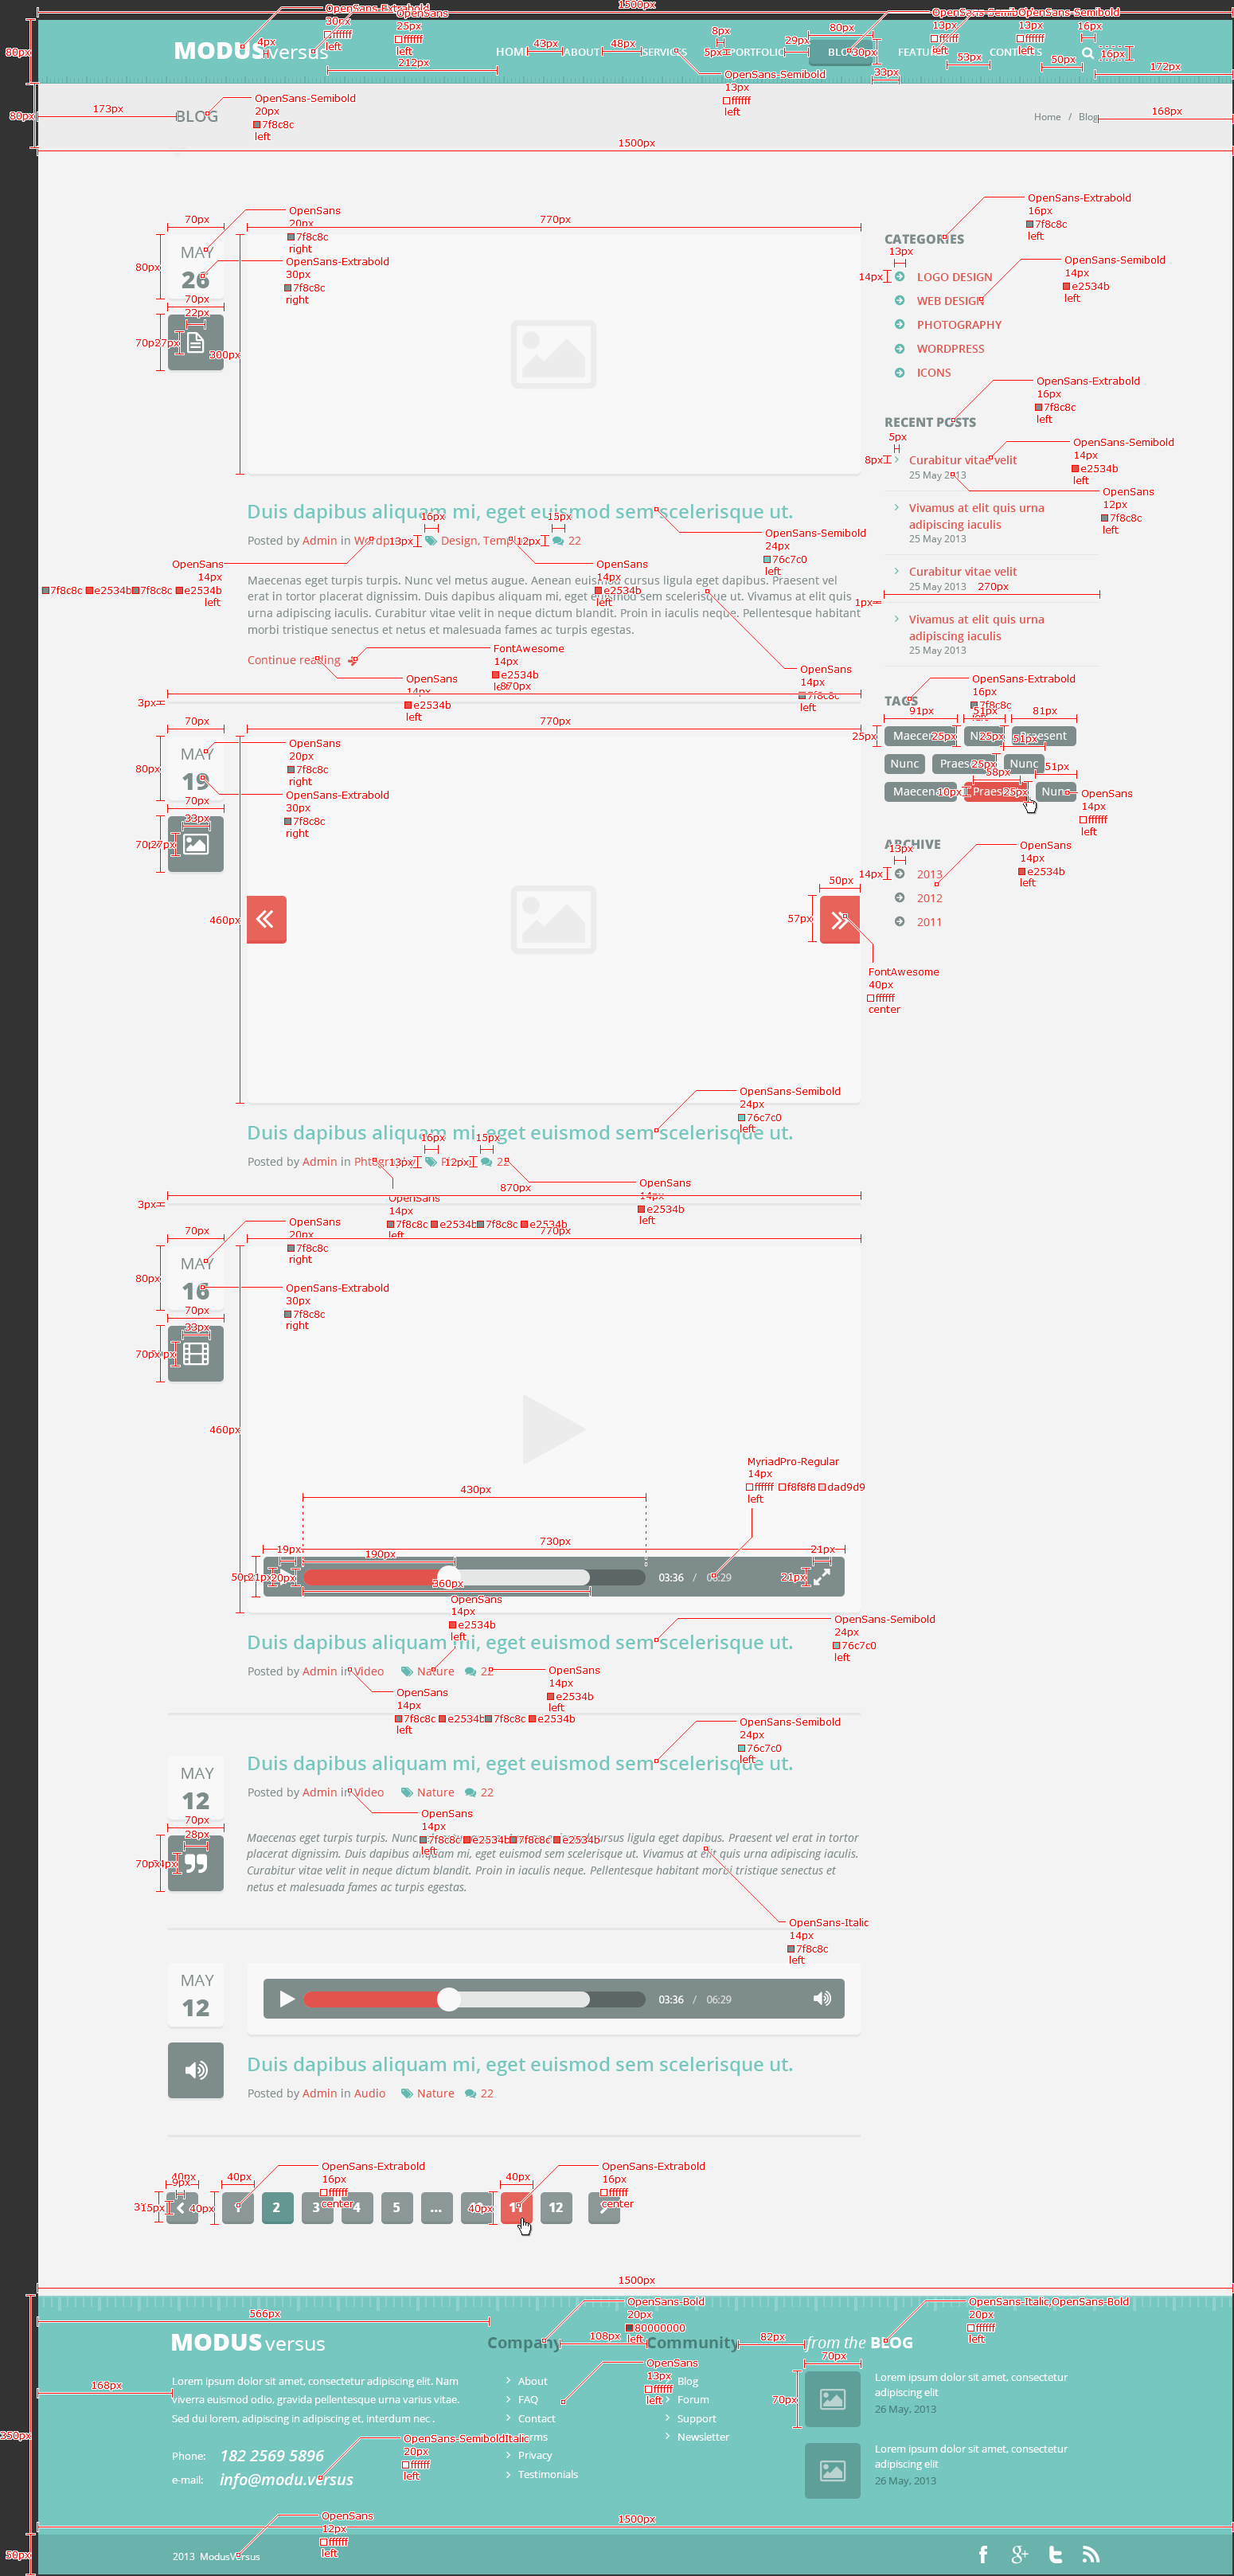 MODUS versus
HOME ABOUT SERVICES PORTFOLIO BLOG FEATURES CONTACTS
1500px
OpenSans-Extrabold
30px
ffffff
left
OpenSans
25px
ffffff
left
4px
212px
43px
48px
8px
5px
29px
80px
30px
33px
OpenSans-Semibold
13px
ffffff
left
OpenSans-Semibold
13px
ffffff
left
53px
50px
16px
16px
172px
80px
OpenSans-Semibold
13px
ffffff
left
80px
173px
BLOG
OpenSans-Semibold
20px
7f8c8c
left
Home / Blog
168px
1500px
70px
OpenSans
20px
7f8c8c
right
770px
MAY
26
80px
OpenSans-Extrabold
30px
7f8c8c
right
70px
22px
70px
27px
300px
Duis dapibus aliquam mi, eget euismod sem scelerisque ut.
OpenSans-Semibold
24px
76c7c0
left
16px
15px
Posted by Admin in
13px
Design,
12px
22
OpenSans
14px
7f8c8c e2534b 7f8c8c e2534b
left
OpenSans
14px
e2534b
left
Maecenas eget turpis turpis. Nunc vel metus augue. Aenean euismod cursus ligula eget dapibus. Praesent vel
erat in tortor placerat dignissim. Duis dapibus aliquam mi, eget euismod sem scelerisque ut. Vivamus at elit quis
urna adipiscing iaculis. Curabitur vitae velit in neque dictum blandit. Proin in iaculis neque. Pellentesque habitant
morbi tristique senectus et netus et malesuada fames ac turpis egestas.
Continue reading
FontAwesome
14px
e2534b
left
OpenSans
14px
e2534b
left
OpenSans
14px
7f8c8c
left
870px
3px
CATEGORIES
OpenSans-Extrabold
16px
7f8c8c
left
13px
14px
LOGO DESIGN
WEB DESIGN
PHOTOGRAPHY
WORDPRESS
ICONS
OpenSans-Semibold
14px
e2534b
left
RECENT POSTS
OpenSans-Extrabold
16px
7f8c8c
left
5px
8px
Curabitur vitae velit
25 May 2013
OpenSans-Semibold
14px
e2534b
left
OpenSans
12px
7f8c8c
left
Vivamus at elit quis urna
adipiscing iaculis
25 May 2013
Curabitur vitae velit
25 May 2013
270px
1px
Vivamus at elit quis urna
adipiscing iaculis
25 May 2013
TAGS
OpenSans-Extrabold
16px
7f8c8c
left
91px
51px
81px
25px
Maecenas
25px
25px
Praesent
51px
Nunc
25px
Nunc
58px
51px
Maecenas
10px
25px
Nunc
OpenSans
14px
ffffff
left
ARCHIVE
13px
14px
2013
2012
2011
OpenSans
14px
e2534b
left
70px
770px
MAY
19
80px
OpenSans
20px
7f8c8c
right
OpenSans-Extrabold
30px
7f8c8c
right
70px
33px
70px
27px
460px
50px
57px
FontAwesome
40px
ffffff
center
OpenSans-Semibold
24px
76c7c0
left
Duis dapibus aliquam mi, eget euismod sem scelerisque ut.
16px
15px
Posted by Admin in
13px
12px
22
OpenSans
14px
7f8c8c e2534b 7f8c8c e2534b
left
OpenSans
14px
e2534b
left
870px
3px
70px
OpenSans
20px
7f8c8c
right
770px
MAY
16
80px
OpenSans-Extrabold
30px
7f8c8c
right
70px
33px
70px
460px
MyriadPro-Regular
14px
ffffff f8f8f8 dad9d9
left
430px
730px
19px
190px
21px
21px
20px
360px
03:36 / 06:29
21px
OpenSans
14px
e2534b
left
OpenSans-Semibold
24px
76c7c0
left
Duis dapibus aliquam mi, eget euismod sem scelerisque ut.
Posted by Admin in Video Nature 22
OpenSans
14px
e2534b
left
OpenSans
14px
7f8c8c e2534b 7f8c8c e2534b
left
OpenSans-Semibold
24px
76c7c0
left
MAY
12
Duis dapibus aliquam mi, eget euismod sem scelerisque ut.
Posted by Admin in Video Nature 22
OpenSans
14px
7f8c8c e2534b 7f8c8c e2534b
left
70px
28px
70px
Maecenas eget turpis turpis. Nunc cursus ligula eget dapibus. Praesent vel erat in tortor
placerat dignissim. Duis dapibus aliquam mi, eget euismod sem scelerisque ut. Vivamus at elit quis urna adipiscing iaculis.
Curabitur vitae velit in neque dictum blandit. Proin in iaculis neque. Pellentesque habitant morbi tristique senectus et
netus et malesuada fames ac turpis egestas.
OpenSans-Italic
14px
7f8c8c
left
MAY
12
03:36 / 06:29
Duis dapibus aliquam mi, eget euismod sem scelerisque ut.
Posted by Admin in Audio Nature 22
40px
9px
40px
OpenSans-Extrabold
16px
ffffff
center
40px
OpenSans-Extrabold
16px
ffffff
center
15px
40px
2 3 4 5 ...
40px
11 12
1500px
566px
MODUS versus
Company
OpenSans-Bold
20px
80000000
left
108px
Community
82px
from the BLOG
OpenSans-Italic,OpenSans-Bold
20px
ffffff
left
70px
168px
Lorem ipsum dolor sit amet, consectetur adipiscing elit. Nam
viverra euismod odio, gravida pellentesque urna varius vitae.
Sed dui lorem, adipiscing in adipiscing et, interdum nec .
About
FAQ
Contact
Terms
Privacy
Testimonials
OpenSans
13px
ffffff
left
Blog
Forum
Support
Newsletter
70px
Lorem ipsum dolor sit amet, consectetur
adipiscing elit
26 May, 2013
Lorem ipsum dolor sit amet, consectetur
adipiscing elit
26 May, 2013
350px
Phone: 182 2569 5896
e-mail: info@modu.versus
OpenSans-SemiboldItalic
20px
ffffff
left
1500px
OpenSans
12px
ffffff
left
50px
2013 ModusVersus